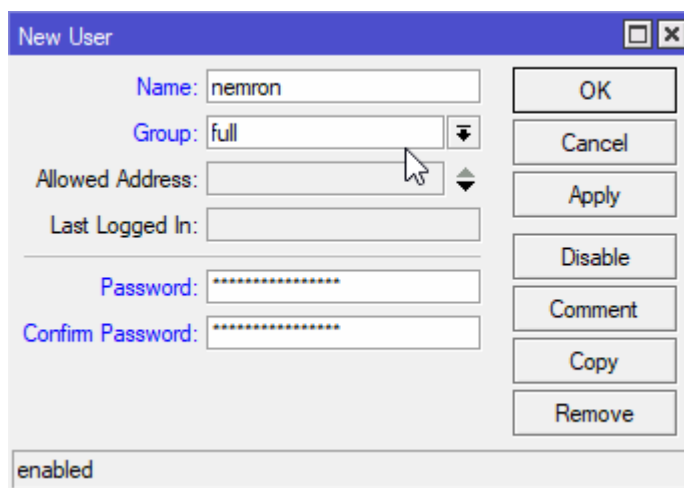 New User
Name: nemron
Group: full
Allowed Address:
Last Logged In:
Password: ****************
Confirm Password: ****************
OK
Cancel
Apply
Disable
Comment
Copy
Remove
enabled